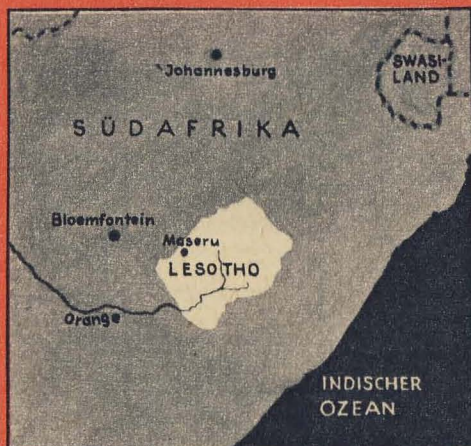 Johannesburg
SWASI-
LAND
SÜDAFRIKA
Bloemfontein
Maseru
LESOTHO
Orange
INDISCHER
OZEAN